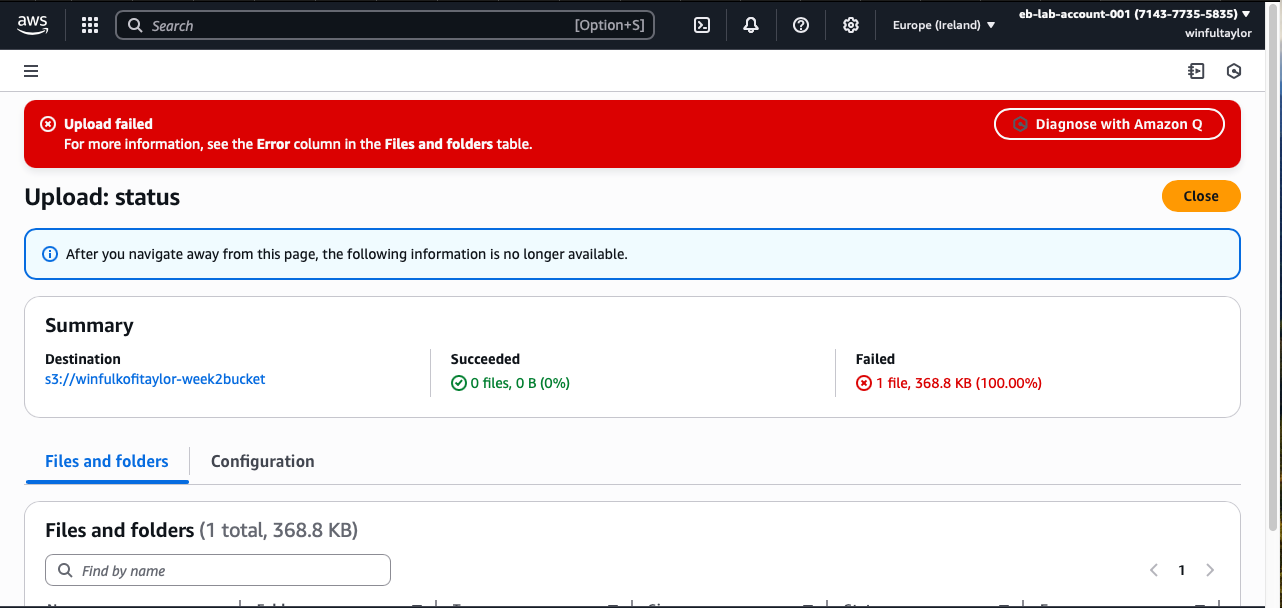 aws
Search [Option+S] Europe (Ireland) eb-lab-account-001 (7143-7735-5835)
winfultaylor
Upload failed
For more information, see the Error column in the Files and folders table.
Diagnose with Amazon Q
Upload: status
Close
After you navigate away from this page, the following information is no longer available.
Summary
Destination
s3://winfulkofitaylor-week2bucket
Succeeded
0 files, 0 B (0%)
Failed
1 file, 368.8 KB (100.00%)
Files and folders Configuration
Files and folders (1 total, 368.8 KB)
Find by name 1